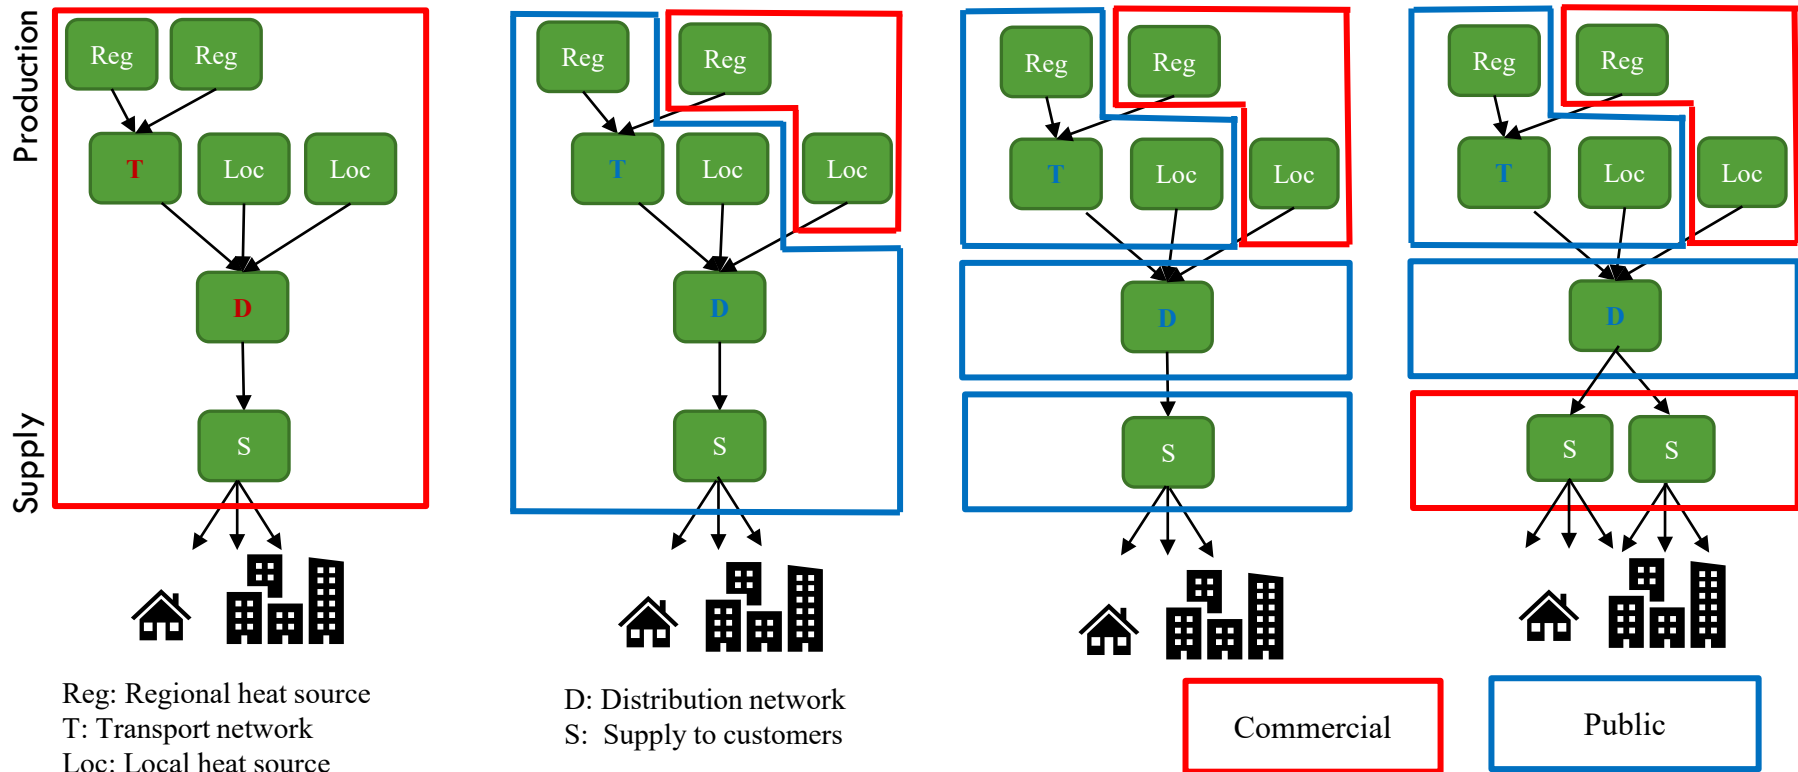 Production
Supply
Reg Reg
T Loc Loc
D
S
Reg Reg
T Loc Loc
D
S
Reg Reg
T Loc Loc
D
S
Reg Reg
T Loc Loc
D
S S
Reg: Regional heat source
T: Transport network
Loc: Local heat source
D: Distribution network
S: Supply to customers
Commercial
Public